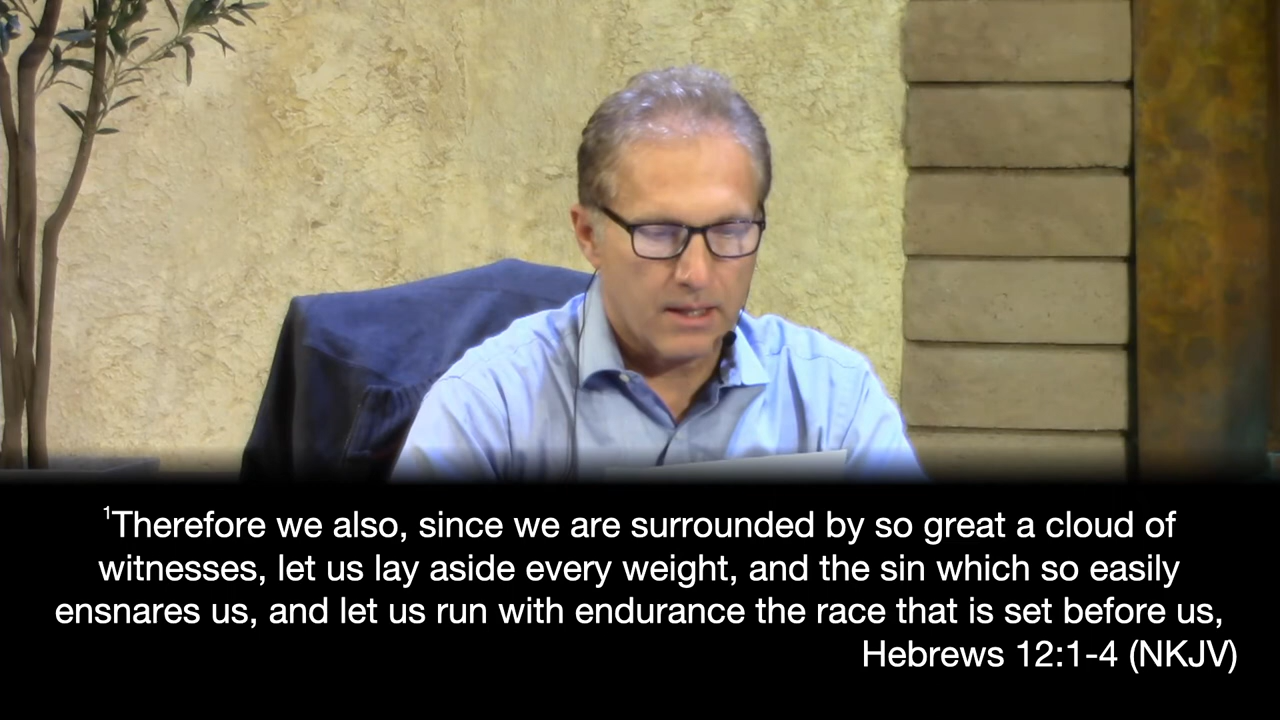 ¹Therefore we also, since we are surrounded by so great a cloud of
witnesses, let us lay aside every weight, and the sin which so easily
ensnares us, and let us run with endurance the race that is set before us,
Hebrews 12:1-4 (NKJV)